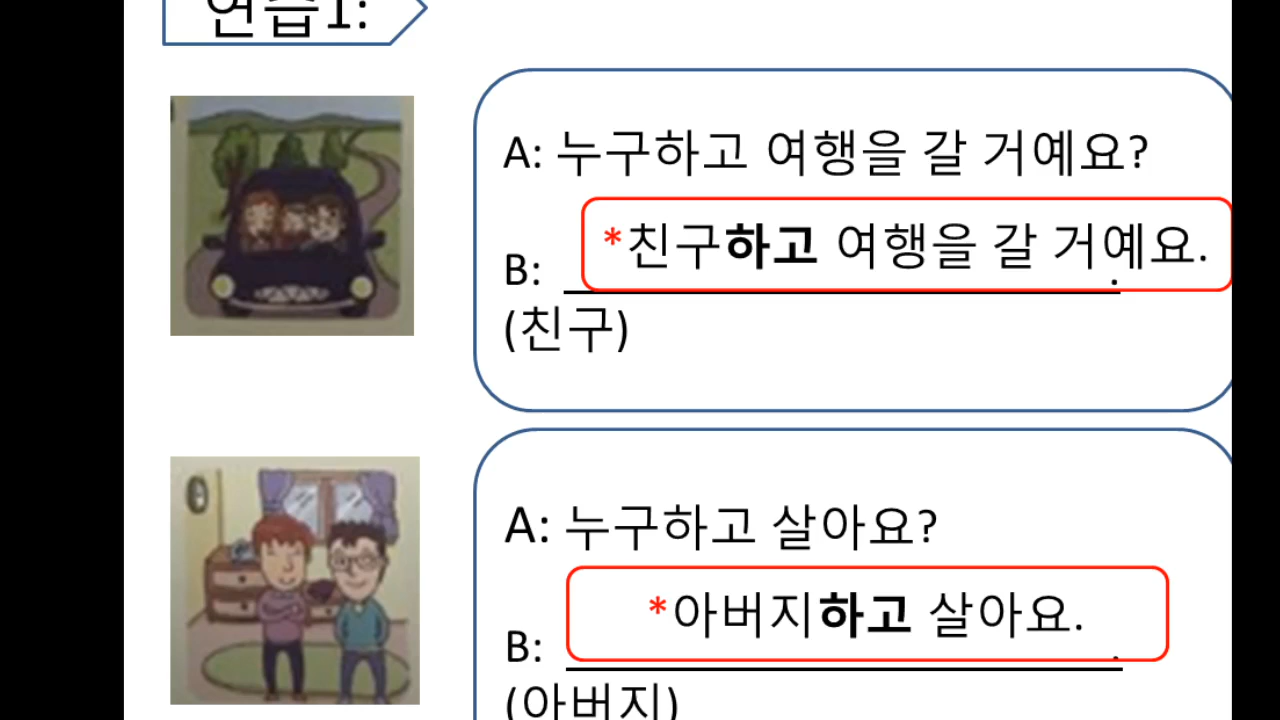 연습1:
A: 누구하고 여행을 갈 거예요?
*친구하고 여행을 갈 거예요.
B: .
(친구)
A: 누구하고 살아요?
*아버지하고 살아요.
B: .
(아버지)